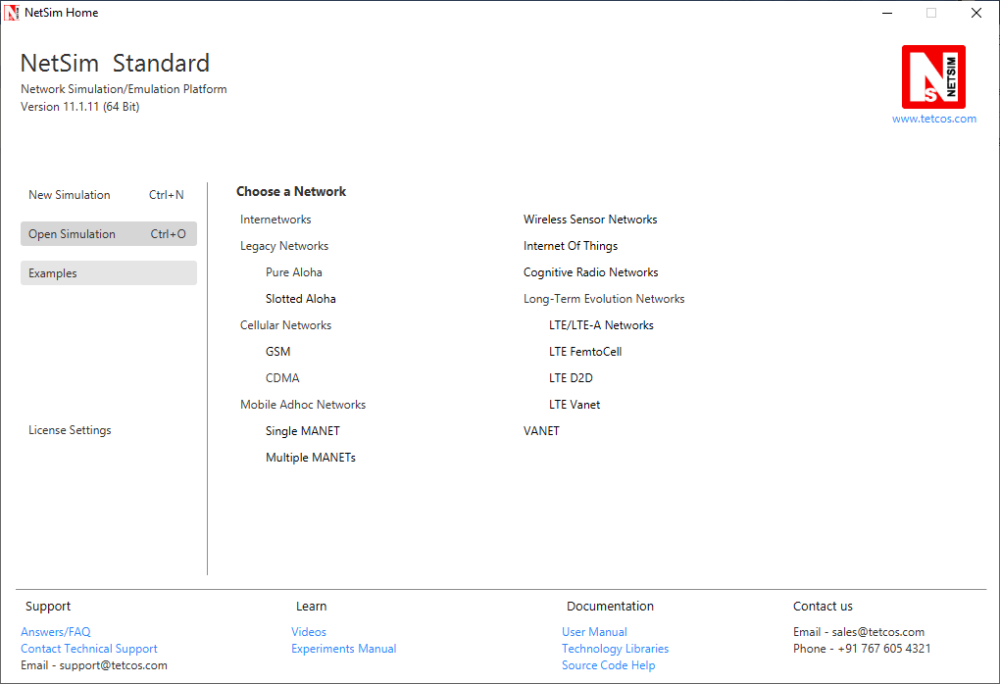 NetSim Home
NetSim Standard
Network Simulation/Emulation Platform
Version 11.1.11 (64 Bit)
NS NETSIM
www.tetcos.com
New Simulation Ctrl+N
Open Simulation Ctrl+O
Examples
License Settings
Choose a Network
Internetworks
Legacy Networks
Pure Aloha
Slotted Aloha
Cellular Networks
GSM
CDMA
Mobile Adhoc Networks
Single MANET
Multiple MANETs
Wireless Sensor Networks
Internet Of Things
Cognitive Radio Networks
Long-Term Evolution Networks
LTE/LTE-A Networks
LTE FemtoCell
LTE D2D
LTE Vanet
VANET
Support
Answers/FAQ
Contact Technical Support
Email - support@tetcos.com
Learn
Videos
Experiments Manual
Documentation
User Manual
Technology Libraries
Source Code Help
Contact us
Email - sales@tetcos.com
Phone - +91 767 605 4321